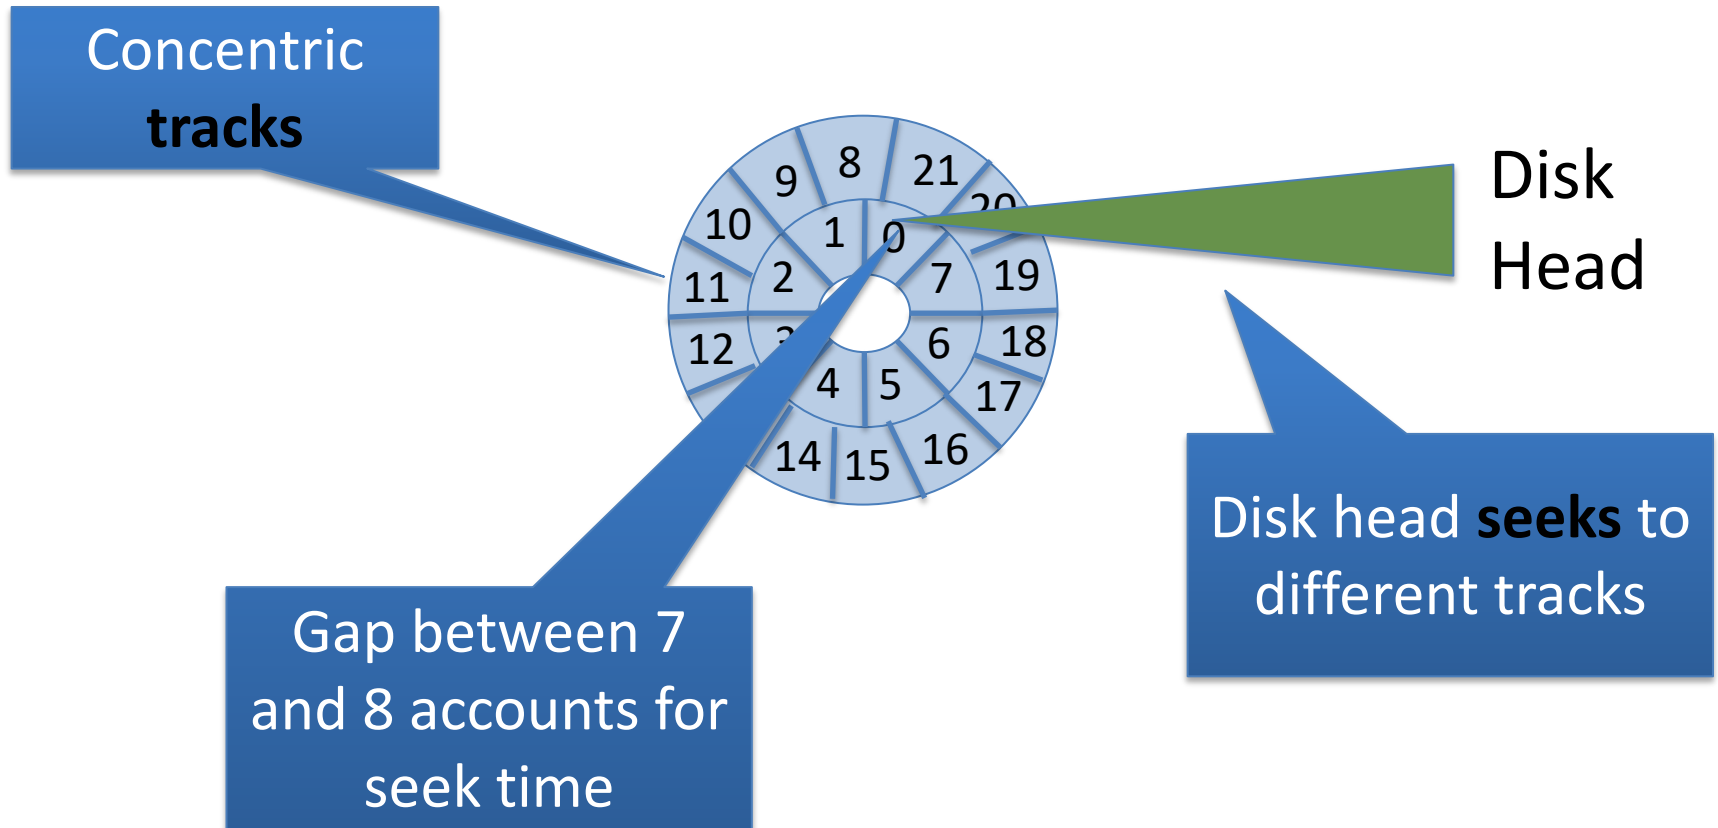 Concentric
tracks
Disk
Head
8
21
9
20
10
1
0
2
7
19
11
12
3
6
18
4
5
17
14
15
16
Disk head seeks to
different tracks
Gap between 7
and 8 accounts for
seek time